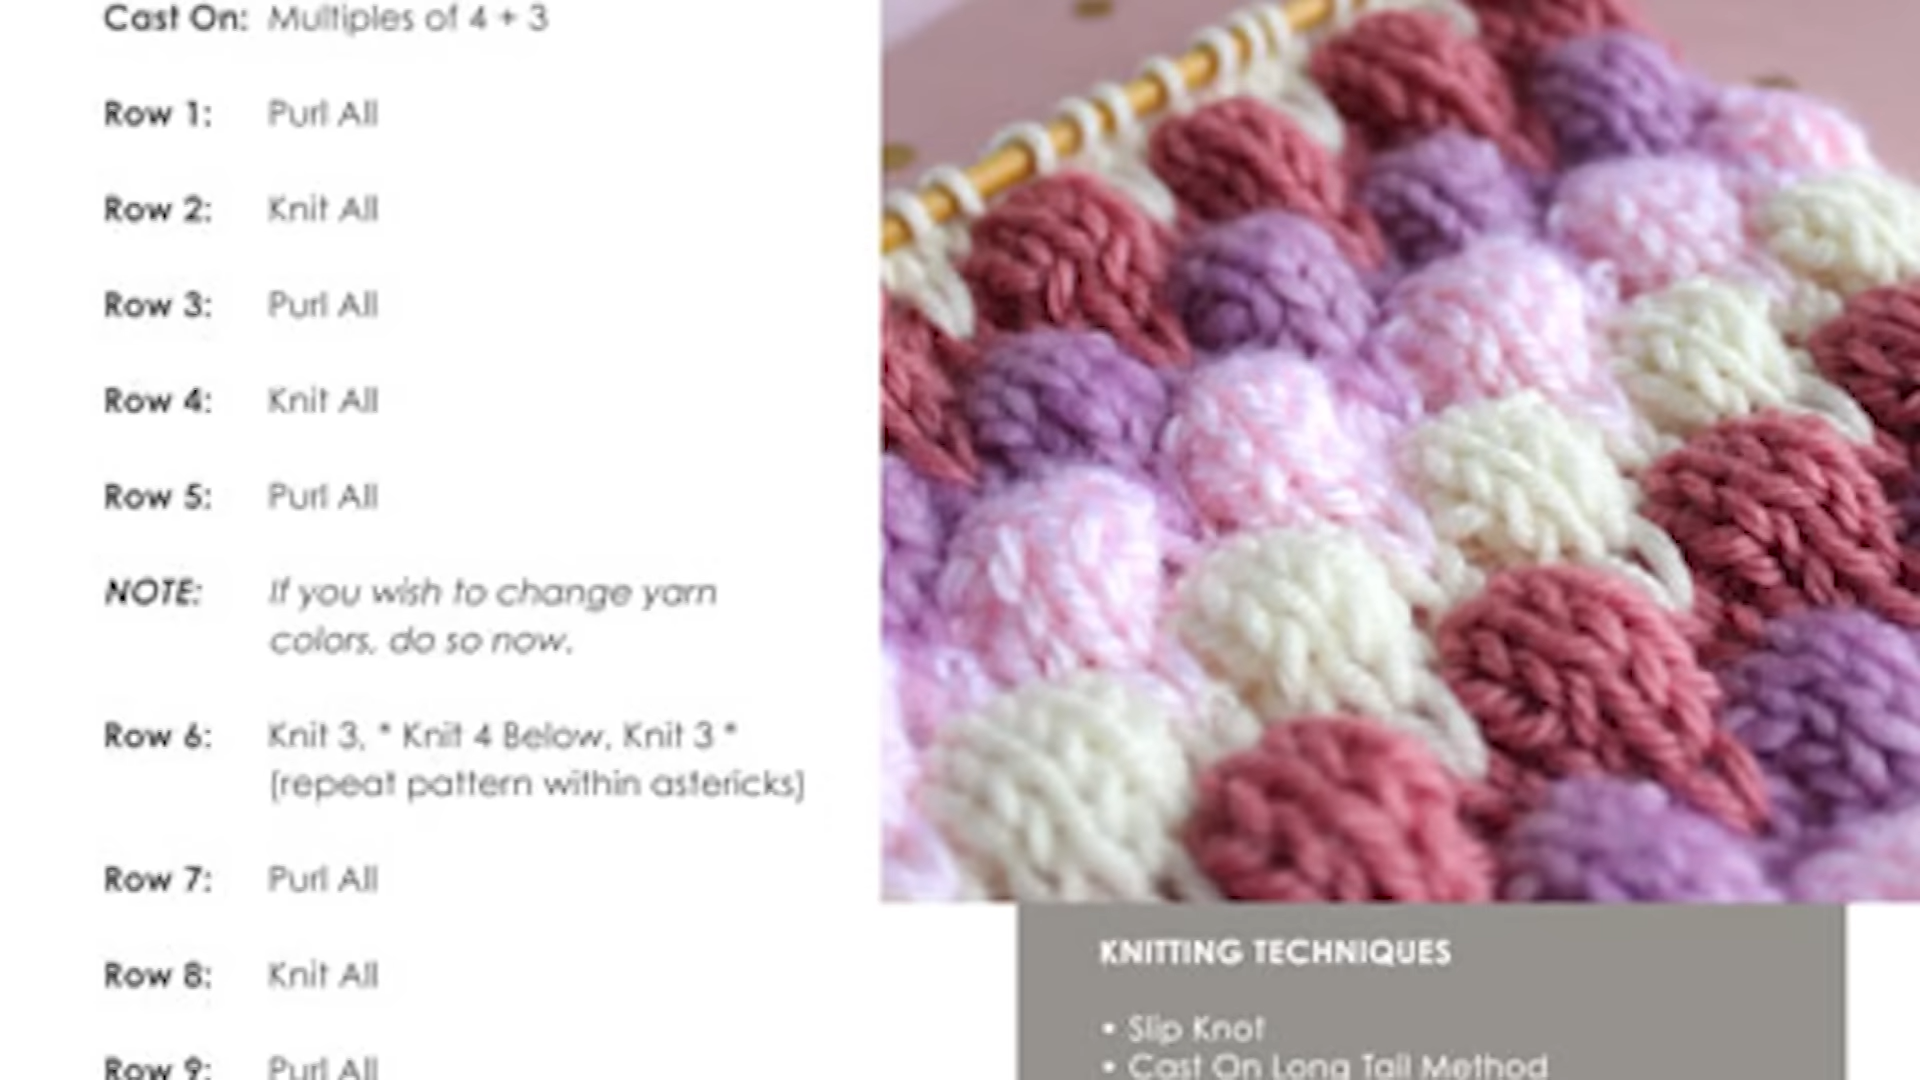 Cast On: Multiples of 4 + 3
Row 1: Purl All
Row 2: Knit All
Row 3: Purl All
Row 4: Knit All
Row 5: Purl All
NOTE: If you wish to change yarn
colors, do so now.
Row 6: Knit 3, * Knit 4 Below, Knit 3 *
(repeat pattern within astericks)
Row 7: Purl All
Row 8: Knit All
Row 9: Purl All
KNITTING TECHNIQUES
• Slip Knot
• Cast On Long Tail Method